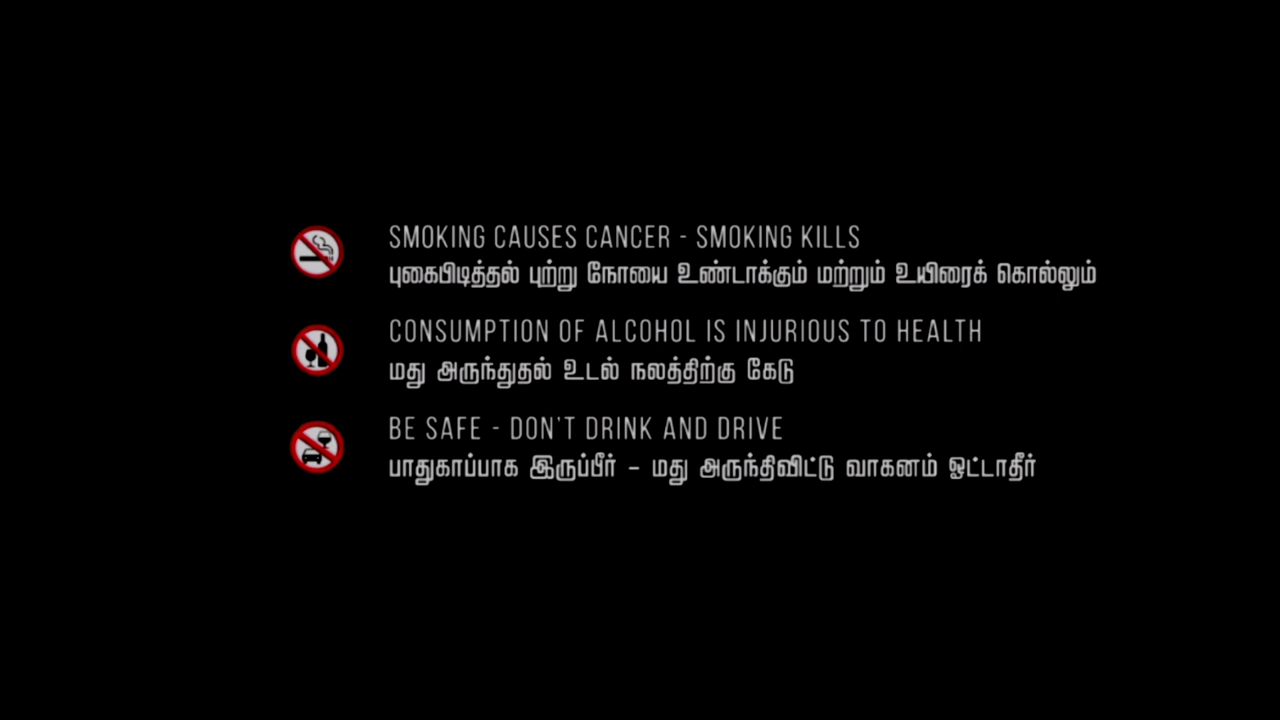 SMOKING CAUSES CANCER - SMOKING KILLS
புகைபிடித்தல் புற்று நோயை உண்டாக்கும் மற்றும் உயிரைக் கொல்லும்
CONSUMPTION OF ALCOHOL IS INJURIOUS TO HEALTH
மது அருந்துதல் உடல் நலத்திற்கு கேடு
BE SAFE - DON'T DRINK AND DRIVE
பாதுகாப்பாக இருப்பீர் – மது அருந்திவிட்டு வாகனம் ஓட்டாதீர்